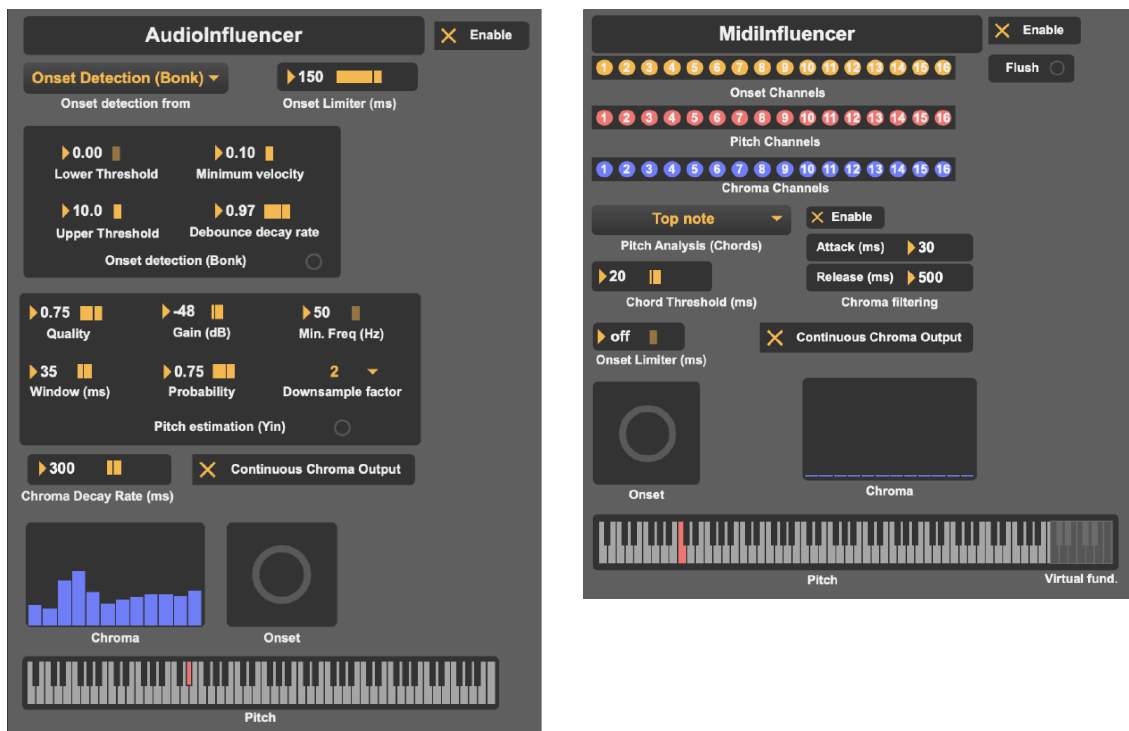 AudioInfluencer
Enable
Onset Detection (Bonk)
150
Onset detection from
Onset Limiter (ms)
0.00
0.10
Lower Threshold
Minimum velocity
10.0
0.97
Upper Threshold
Debounce decay rate
Onset detection (Bonk)
0.75
-48
50
Quality
Gain (dB)
Min. Freq (Hz)
35
0.75
2
Window (ms)
Probability
Downsample factor
Pitch estimation (Yin)
300
Continuous Chroma Output
Chroma Decay Rate (ms)
Chroma
Onset
Pitch
MidiInfluencer
Enable
1 2 3 4 5 6 7 8 9 10 11 12 13 14 15 16
Flush
Onset Channels
1 2 3 4 5 6 7 8 9 10 11 12 13 14 15 16
Pitch Channels
1 2 3 4 5 6 7 8 9 10 11 12 13 14 15 16
Chroma Channels
Top note
Enable
Pitch Analysis (Chords)
Attack (ms) 30
20
Release (ms) 500
Chord Threshold (ms)
Chroma filtering
off
Continuous Chroma Output
Onset Limiter (ms)
Onset
Chroma
Pitch
Virtual fund.